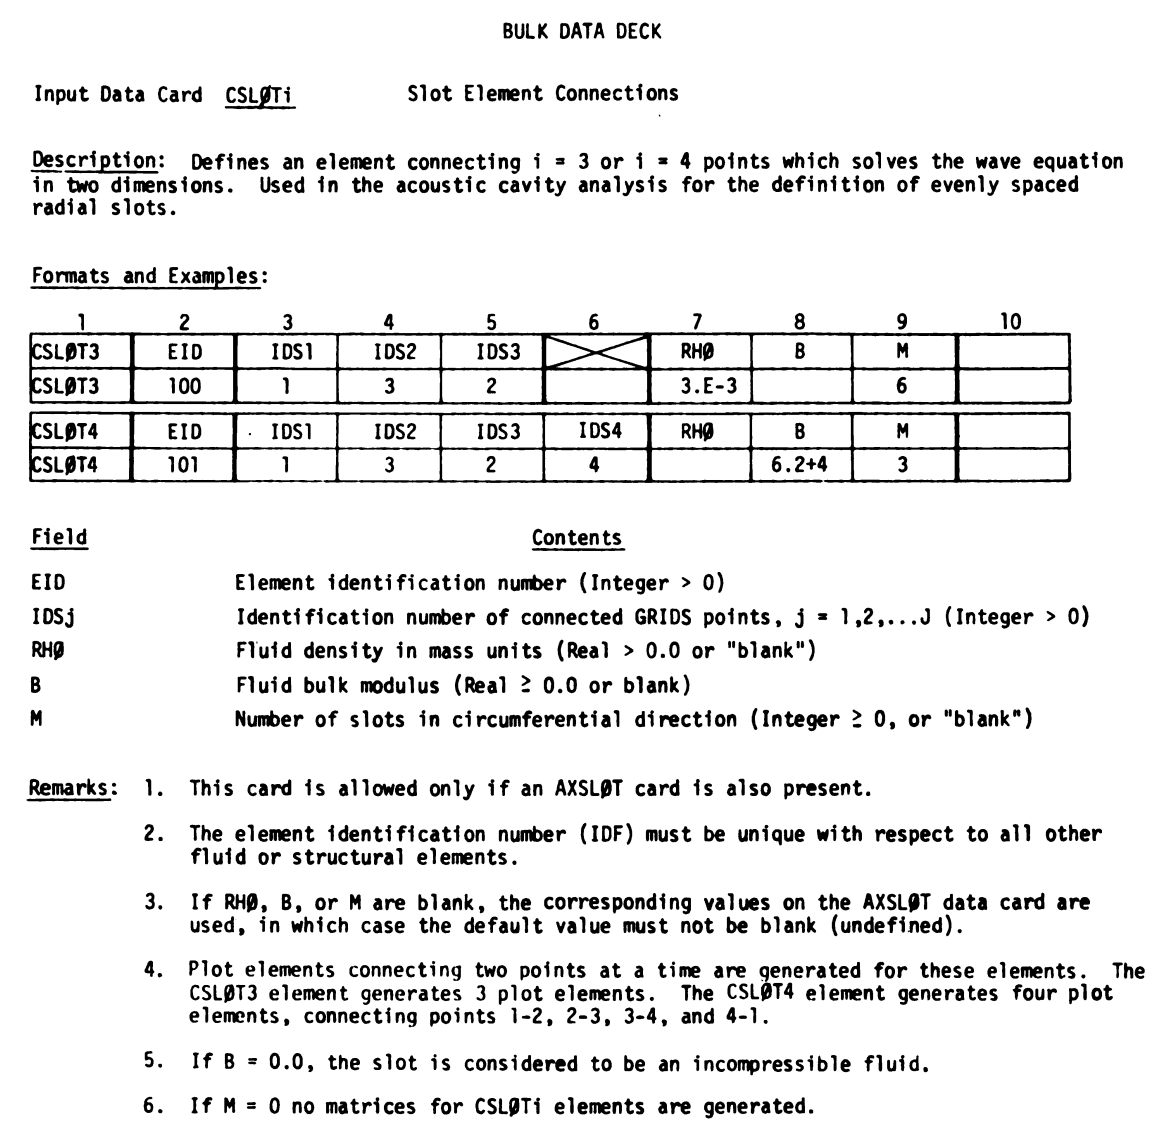 BULK DATA DECK
Input Data Card CSLØTi Slot Element Connections
Description: Defines an element connecting i = 3 or i = 4 points which solves the wave equation
in two dimensions. Used in the acoustic cavity analysis for the definition of evenly spaced
radial slots.
Formats and Examples:
1 2 3 4 5 6 7 8 9 10
CSLØT3 EID IDS1 IDS2 IDS3 RHØ B M
CSLØT3 100 1 3 2 3.E-3 6
CSLØT4 EID IDS1 IDS2 IDS3 IDS4 RHØ B M
CSLØT4 101 1 3 2 4 6.2+4 3
Field Contents
EID Element identification number (Integer > 0)
IDSj Identification number of connected GRIDS points, j = 1,2,...J (Integer > 0)
RHØ Fluid density in mass units (Real > 0.0 or "blank")
B Fluid bulk modulus (Real ≥ 0.0 or blank)
M Number of slots in circumferential direction (Integer ≥ 0, or "blank")
Remarks: 1. This card is allowed only if an AXSLØT card is also present.
2. The element identification number (IDF) must be unique with respect to all other
fluid or structural elements.
3. If RHØ, B, or M are blank, the corresponding values on the AXSLØT data card are
used, in which case the default value must not be blank (undefined).
4. Plot elements connecting two points at a time are generated for these elements. The
CSLØT3 element generates 3 plot elements. The CSLØT4 element generates four plot
elements, connecting points 1-2, 2-3, 3-4, and 4-1.
5. If B = 0.0, the slot is considered to be an incompressible fluid.
6. If M = 0 no matrices for CSLØTi elements are generated.